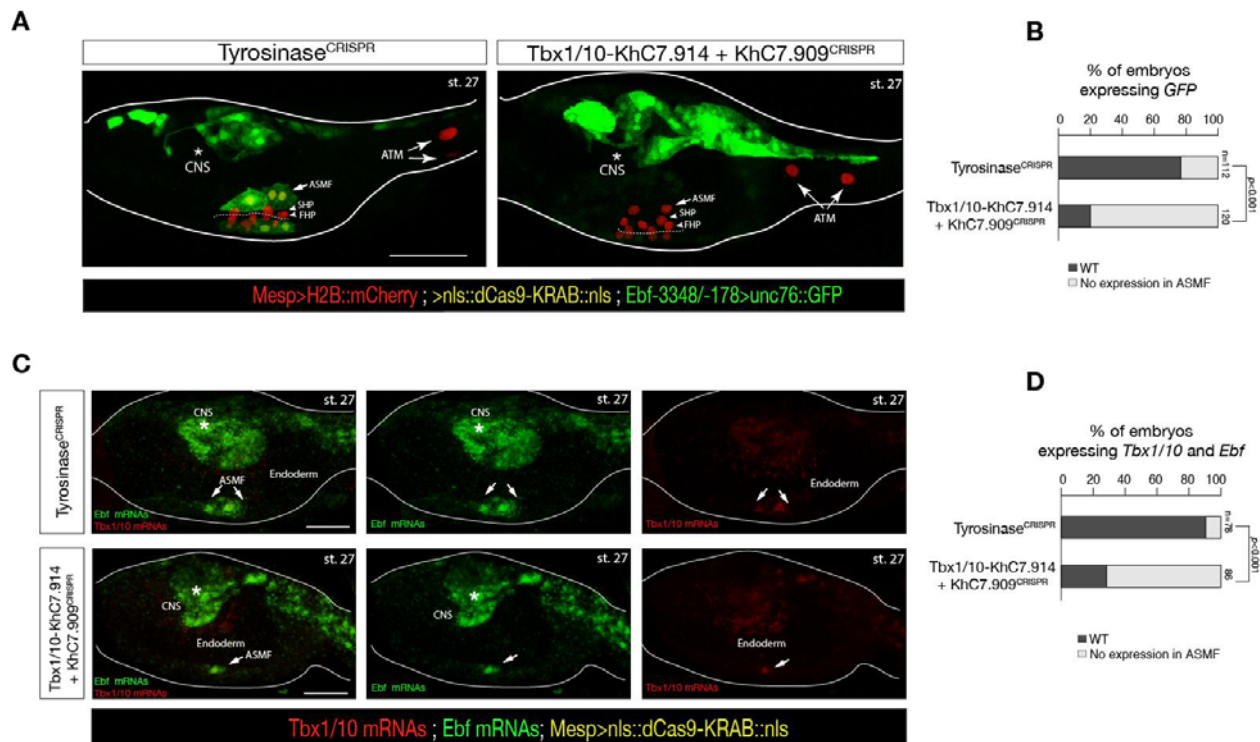 A
Tyrosinase^CRISPR
Tbx1/10-KhC7.914 + KhC7.909^CRISPR
st. 27
CNS
*
ATM
ASMF
SHP
FHP
st. 27
*
CNS
ASMF
SHP
FHP
ATM
Mesp>H2B::mCherry ; >nls::dCas9-KRAB::nls ; Ebf-3348/-178>unc76::GFP
B
% of embryos
expressing GFP
0 20 40 60 80 100
Tyrosinase^CRISPR
n=112
Tbx1/10-KhC7.914
+ KhC7.909^CRISPR
120
p<0.001
WT
No expression in ASMF
C
Tyrosinase^CRISPR
st. 27
CNS
*
Endoderm
ASMF
Ebf mRNAs
Tbx1/10 mRNAs
st. 27
CNS
*
Ebf mRNAs
st. 27
Endoderm
Tbx1/10 mRNAs
Tbx1/10-KhC7.914
+ KhC7.909^CRISPR
st. 27
*
CNS
Endoderm
ASMF
Ebf mRNAs
Tbx1/10 mRNAs
st. 27
*
CNS
Ebf mRNAs
st. 27
Endoderm
Tbx1/10 mRNAs
Tbx1/10 mRNAs ; Ebf mRNAs; Mesp>nls::dCas9-KRAB::nls
D
% of embryos
expressing Tbx1/10 and Ebf
0 20 40 60 80 100
Tyrosinase^CRISPR
n=76
Tbx1/10-KhC7.914
+ KhC7.909^CRISPR
86
p<0.001
WT
No expression in ASMF